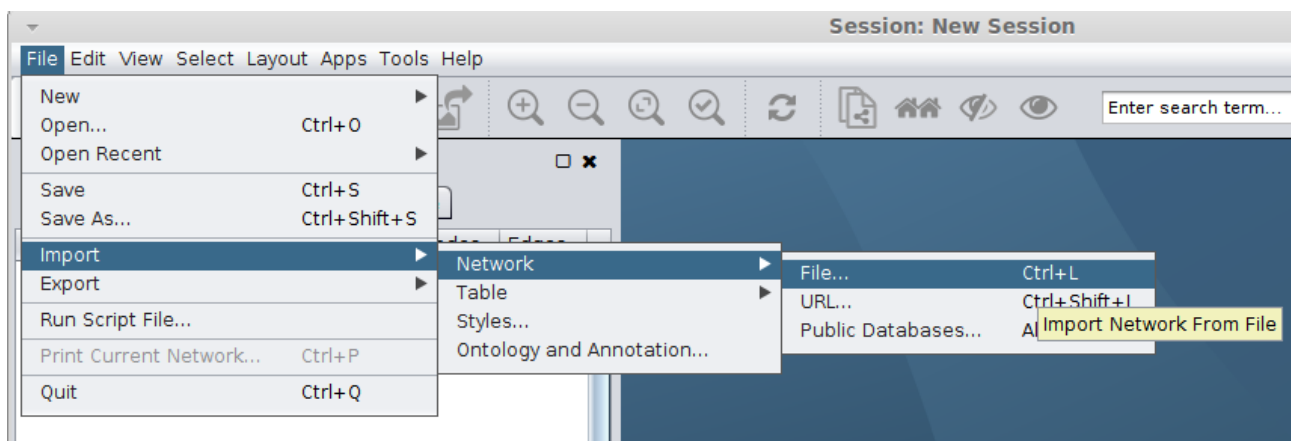 Session: New Session
File Edit View Select Layout Apps Tools Help
Enter search term...
New
Open... Ctrl+O
Open Recent
Save Ctrl+S
Save As... Ctrl+Shift+S
Import
Export
Run Script File...
Print Current Network... Ctrl+P
Quit Ctrl+Q
Edges
Network
Table
Styles...
Ontology and Annotation...
File... Ctrl+L
URL... Ctrl+Shift+L
Public Databases...
Import Network From File